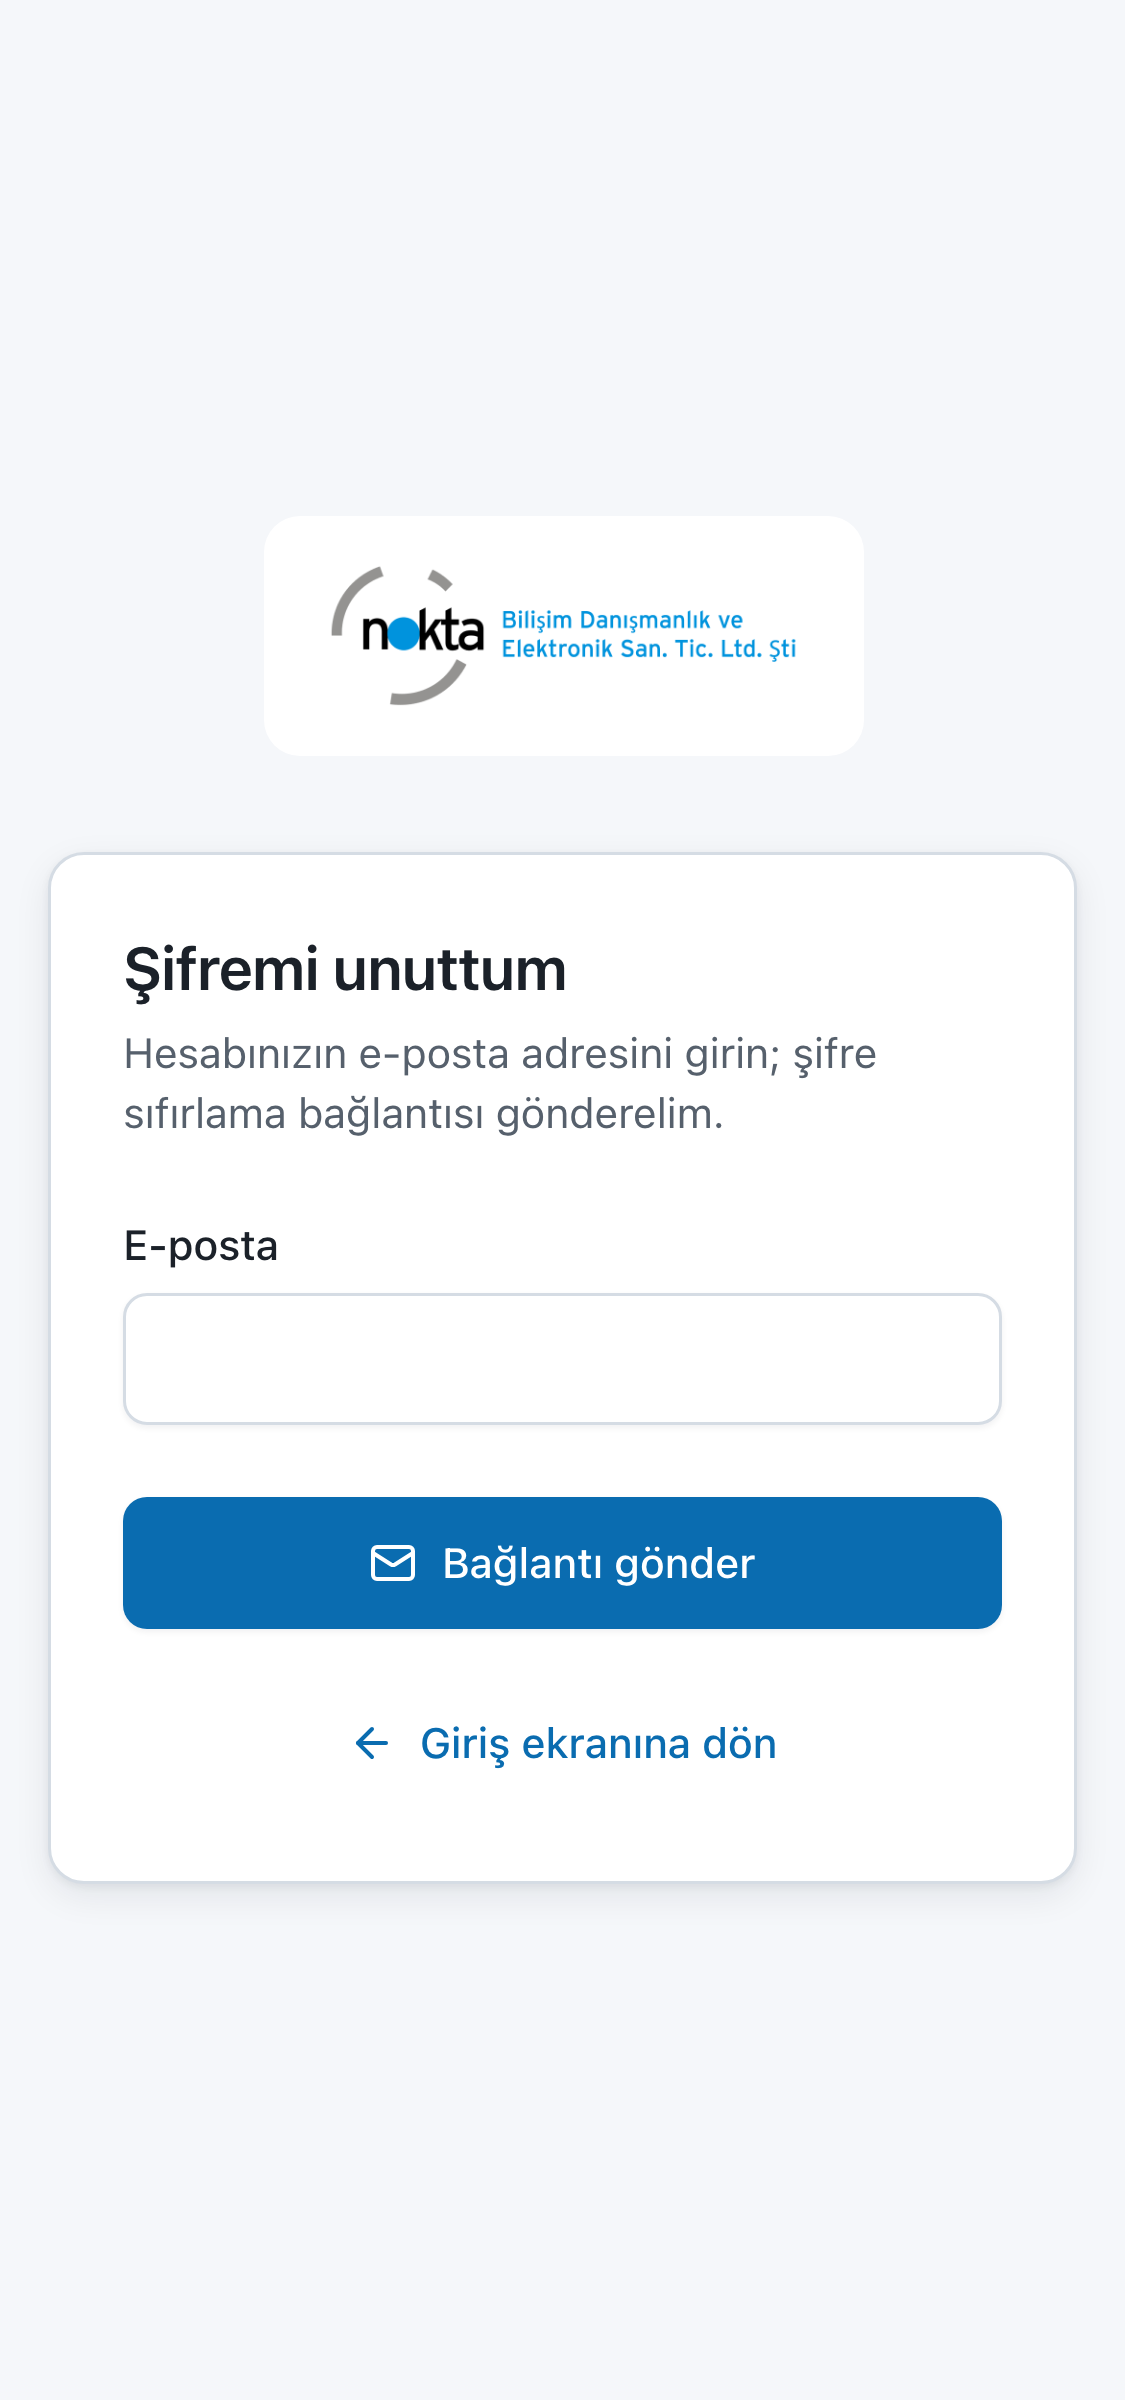 nokta
Bilişim Danışmanlık ve
Elektronik San. Tic. Ltd. Şti
Şifremi unuttum
Hesabınızın e-posta adresini girin; şifre
sıfırlama bağlantısı gönderelim.
E-posta
Bağlantı gönder
Giriş ekranına dön